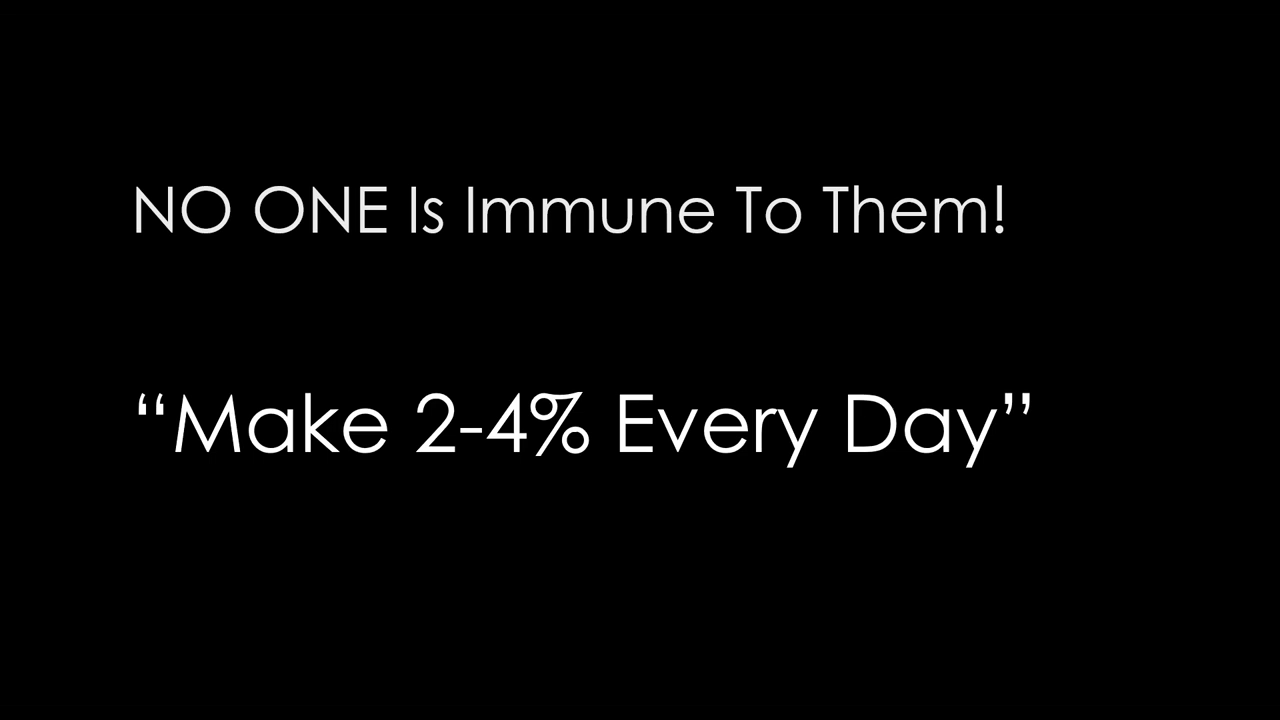 NO ONE Is Immune To Them!
“Make 2-4% Every Day”